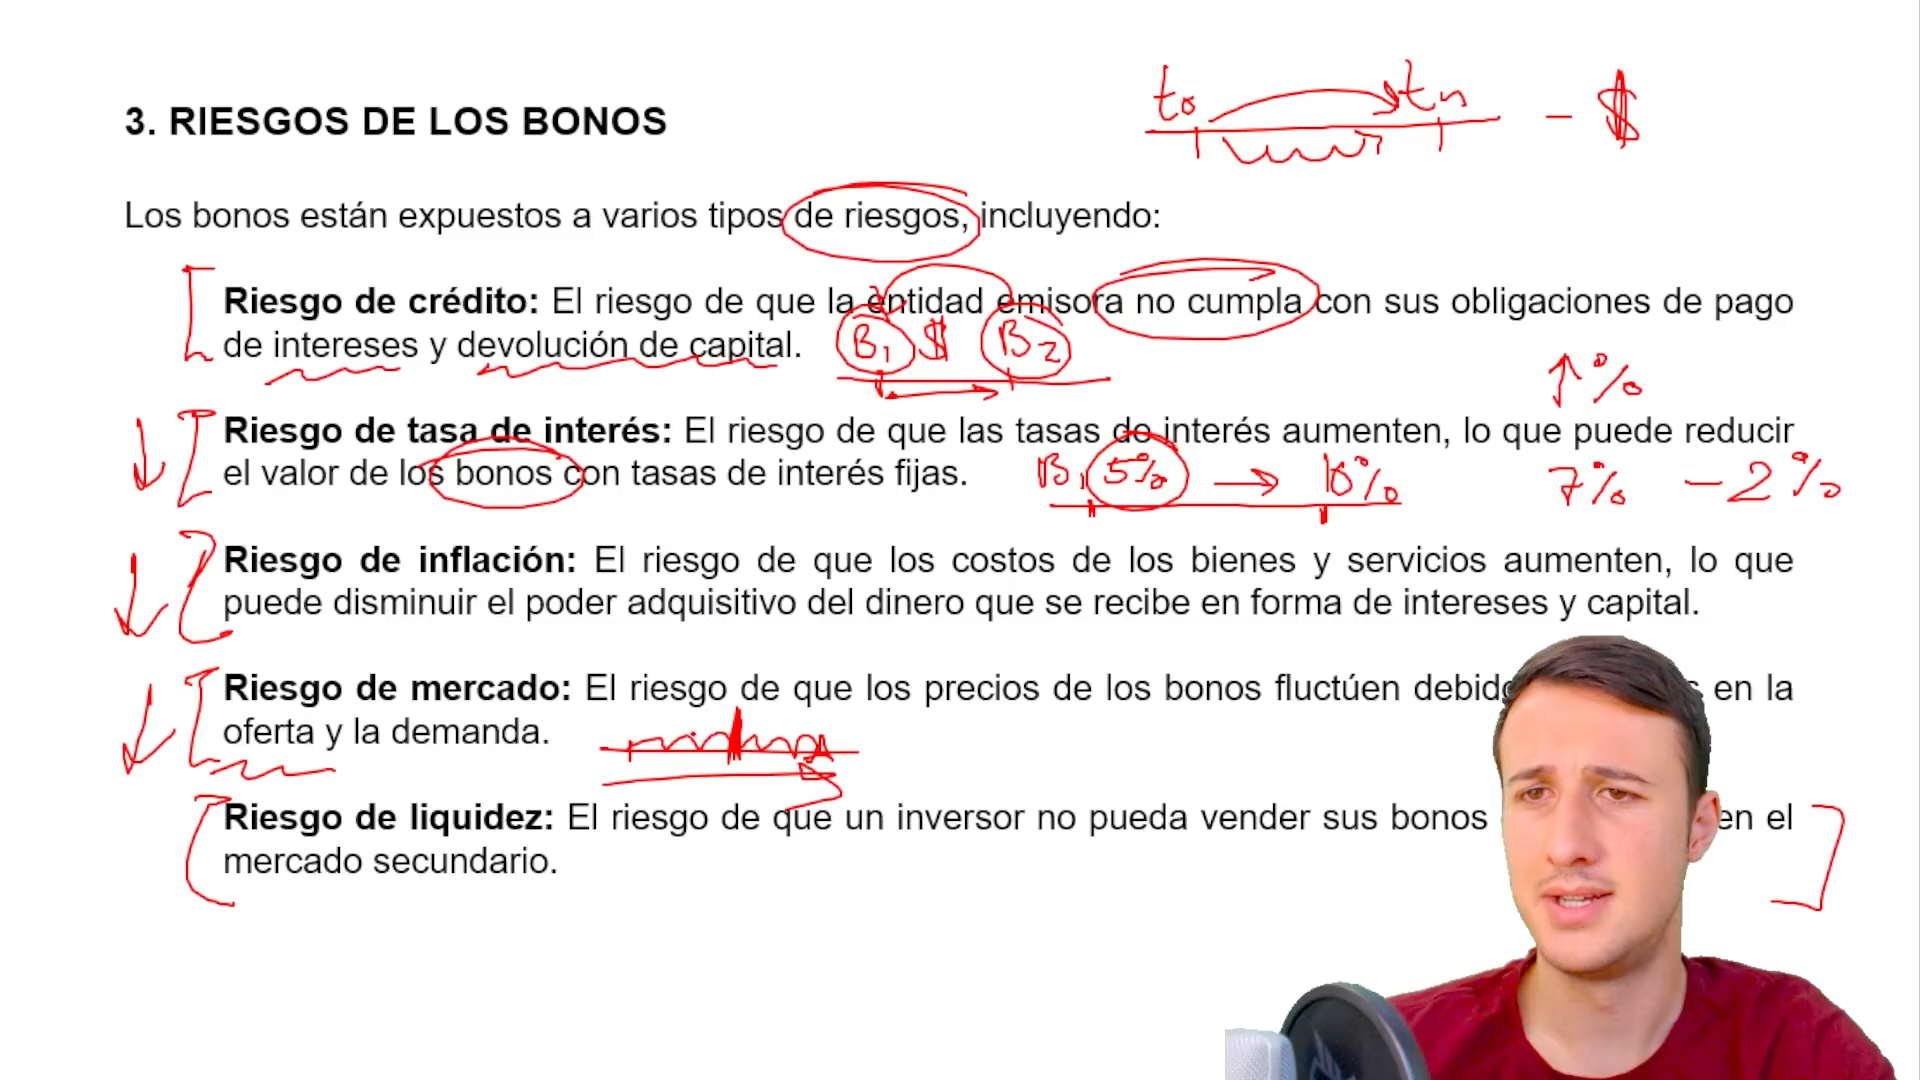 t₀ tₙ - $
3. RIESGOS DE LOS BONOS
Los bonos están expuestos a varios tipos de riesgos, incluyendo:
Riesgo de crédito: El riesgo de que la entidad emisora no cumpla con sus obligaciones de pago
de intereses y devolución de capital.
B₁ $ B₂
↑%
Riesgo de tasa de interés: El riesgo de que las tasas de interés aumenten, lo que puede reducir
el valor de los bonos con tasas de interés fijas.
B₁ 5% → 10% 7% - 2%
Riesgo de inflación: El riesgo de que los costos de los bienes y servicios aumenten, lo que
puede disminuir el poder adquisitivo del dinero que se recibe en forma de intereses y capital.
Riesgo de mercado: El riesgo de que los precios de los bonos fluctúen en la
oferta y la demanda.
Riesgo de liquidez: El riesgo de que un inversor no pueda vender sus bonos en el
mercado secundario.